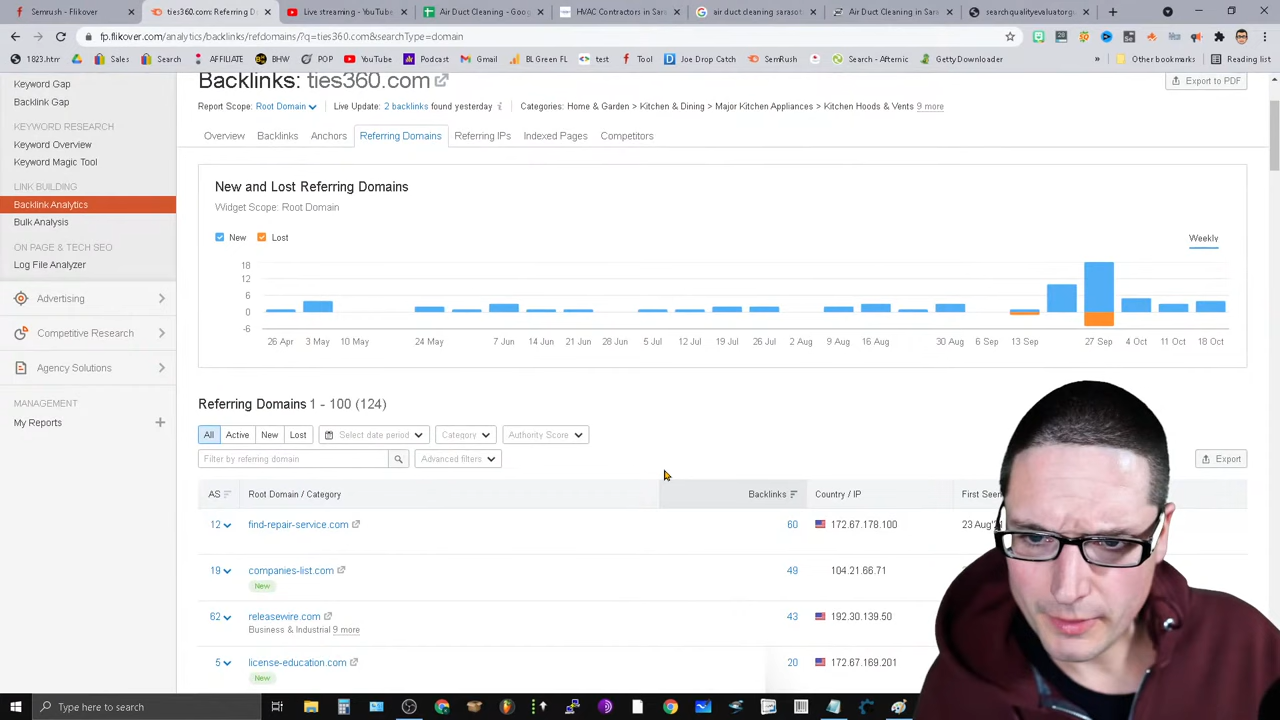 Semrush - Flikover
ties360.com: Referring D
Live streaming - YouTube
Air Duct Cleaning - Goog
HVAC Contractors in Sara
air duct cleaning sarasota
Air Duct Cleaning in Sara
searchqualityevaluatorgu
fp.flikover.com/analytics/backlinks/refdomains/?q=ties360.com&searchType=domain
1823.hrm
Sales
Search
AFFILIATE
BHW
POP
YouTube
Podcast
Gmail
BL Green FL
test
Tool
Joe Drop Catch
SemRush
Search - Afternic
GettyDownloader
Other bookmarks
Reading list
Keyword Gap
Backlink Gap
KEYWORD RESEARCH
Keyword Overview
Keyword Magic Tool
LINK BUILDING
Backlink Analytics
Bulk Analysis
ON PAGE & TECH SEO
Log File Analyzer
Advertising
Competitive Research
Agency Solutions
MANAGEMENT
My Reports
Backlinks: ties360.com
Export to PDF
Report Scope: Root Domain
Live Update: 2 backlinks found yesterday
Categories: Home & Garden > Kitchen & Dining > Major Kitchen Appliances > Kitchen Hoods & Vents 9 more
Overview Backlinks Anchors Referring Domains Referring IPs Indexed Pages Competitors
New and Lost Referring Domains
Widget Scope: Root Domain
New Lost
Weekly
18
12
6
0
-6
26 Apr 3 May 10 May 24 May 7 Jun 14 Jun 21 Jun 28 Jun 5 Jul 12 Jul 19 Jul 26 Jul 2 Aug 9 Aug 16 Aug 30 Aug 6 Sep 13 Sep 27 Sep 4 Oct 11 Oct 18 Oct
Referring Domains 1 - 100 (124)
All Active New Lost Select date period Category Authority Score
Filter by referring domain Advanced filters Export
AS Root Domain / Category Backlinks Country / IP First Seen
12 find-repair-service.com 60 172.67.178.100 23 Aug'
19 companies-list.com 49 104.21.66.71
New
62 releasewire.com 43 192.30.139.50
Business & Industrial 9 more
5 license-education.com 20 172.67.169.201
New
Type here to search